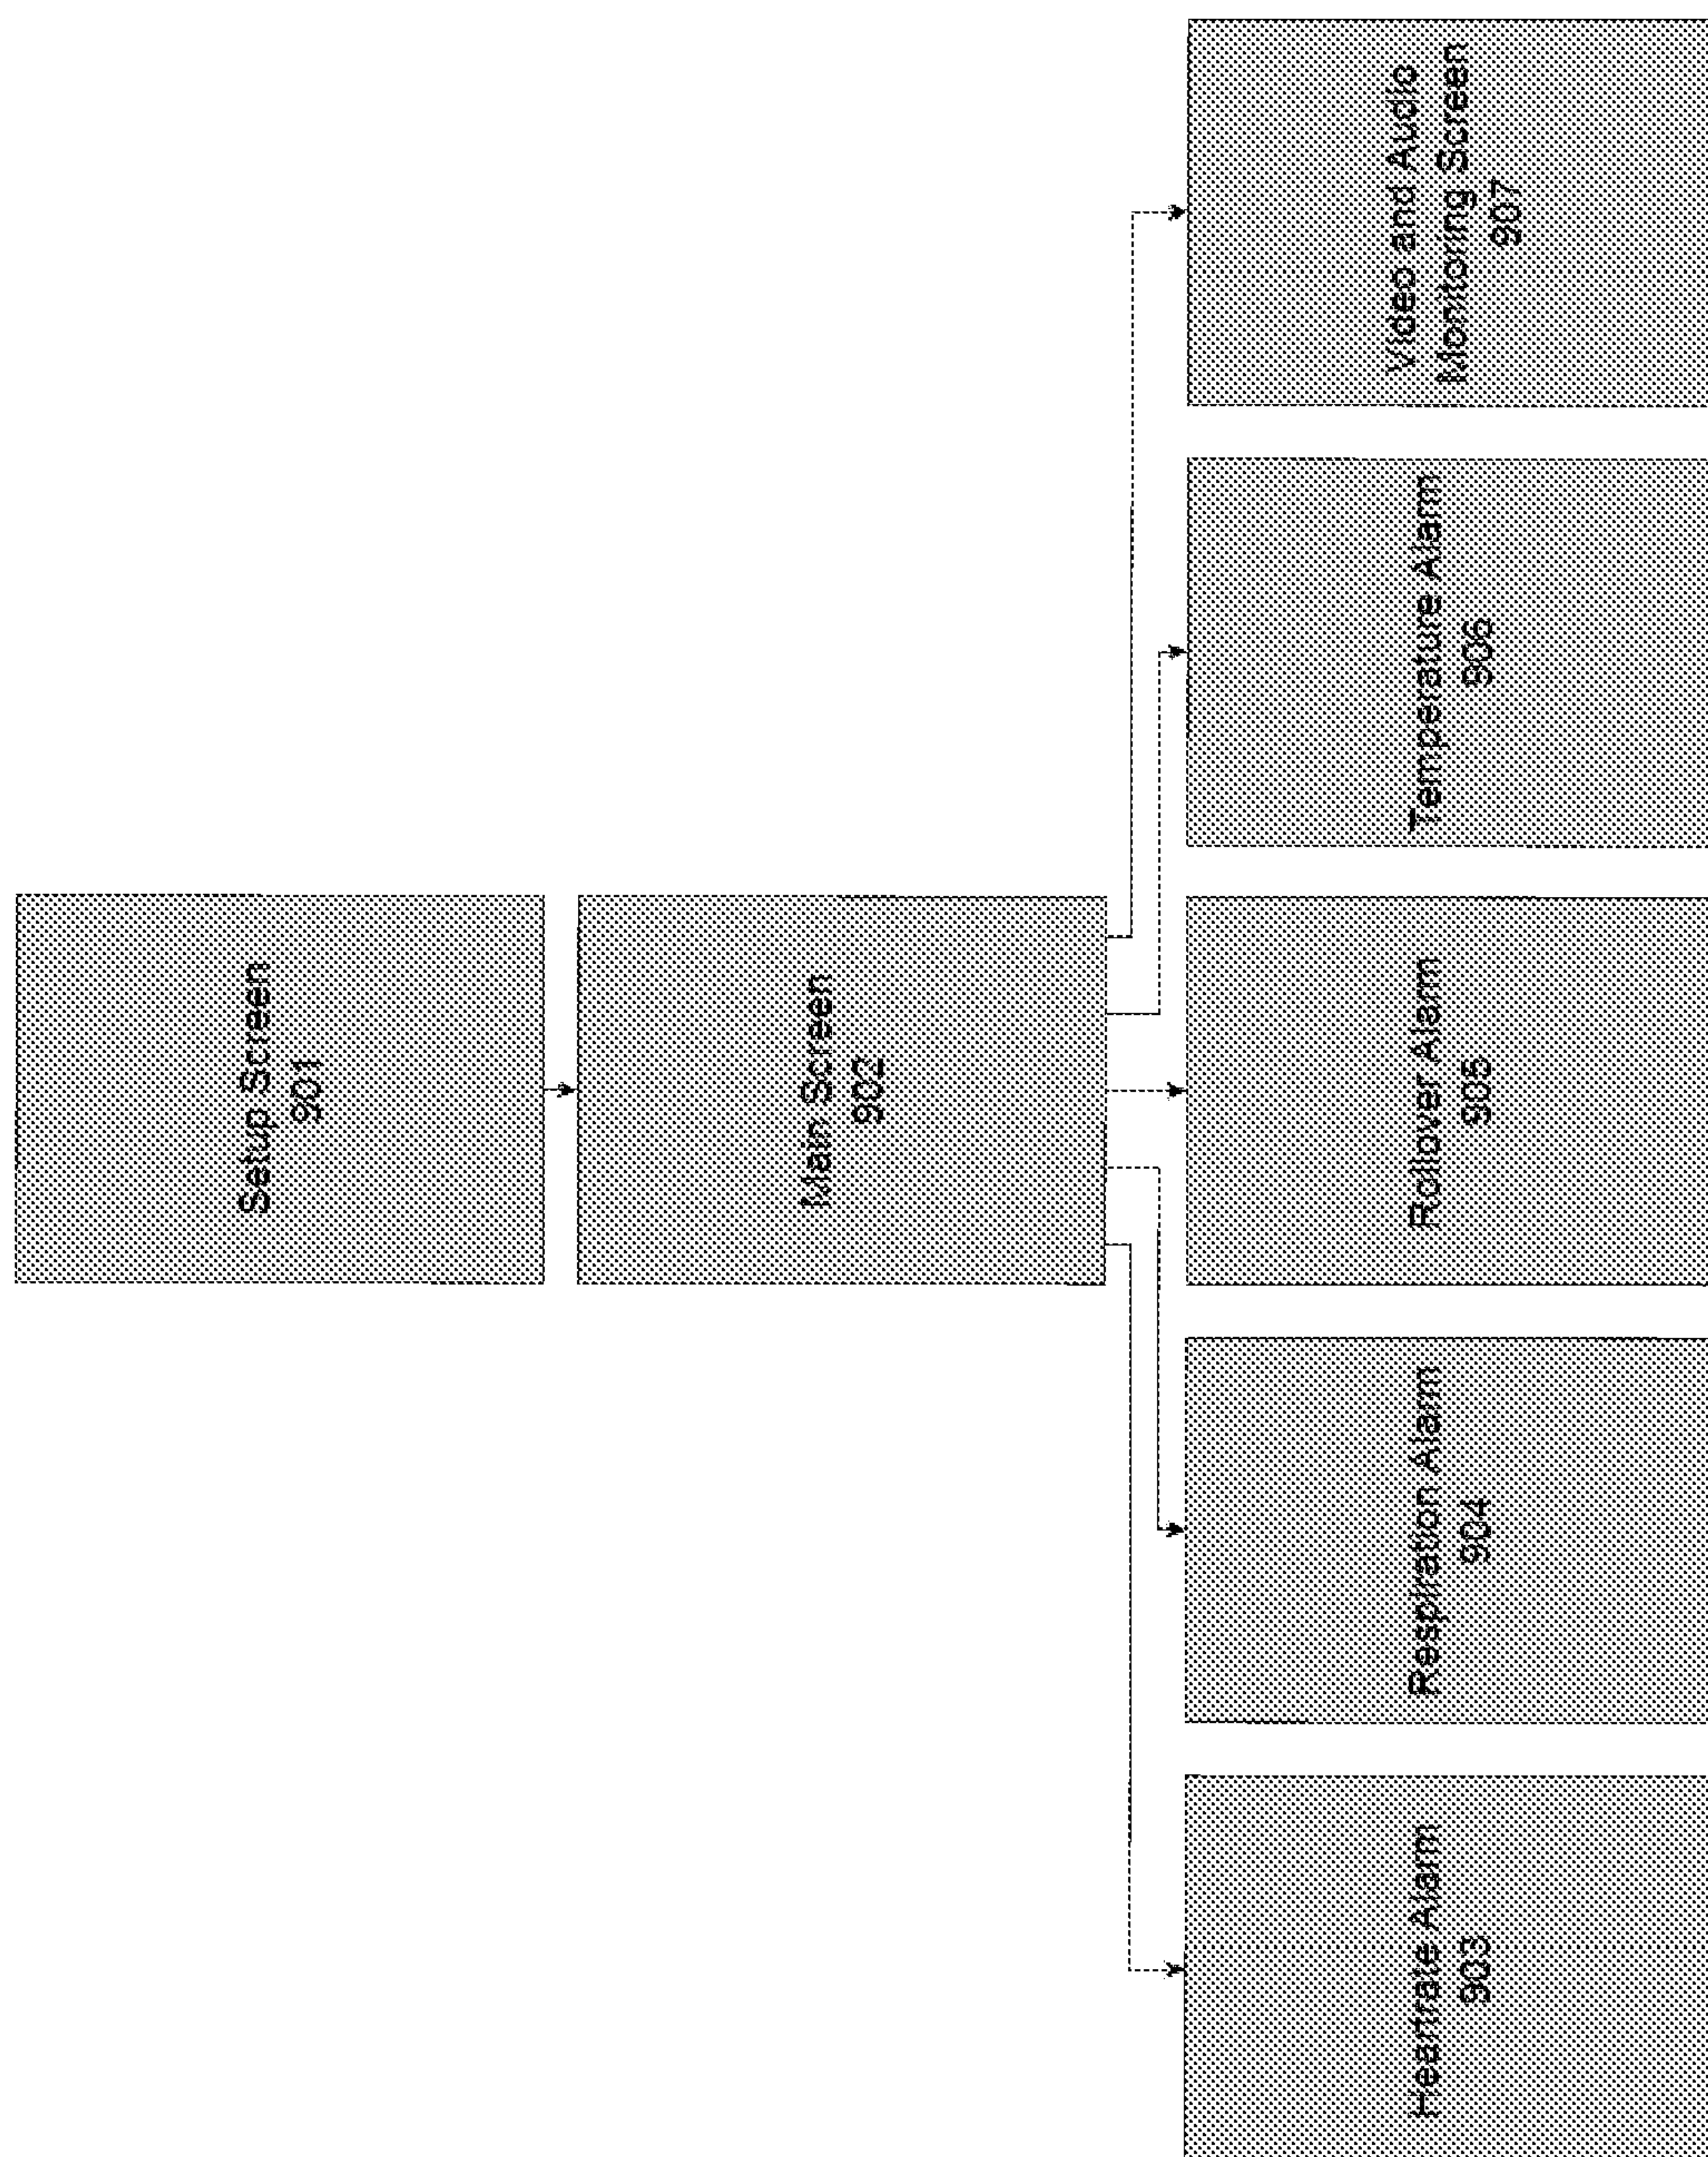 Setup Screen
901
Main Screen
902
Heartrate Alarm
903
Respiration Alarm
904
Rollover Alarm
905
Temperature Alarm
906
Video and Audio
Monitoring Screen
907